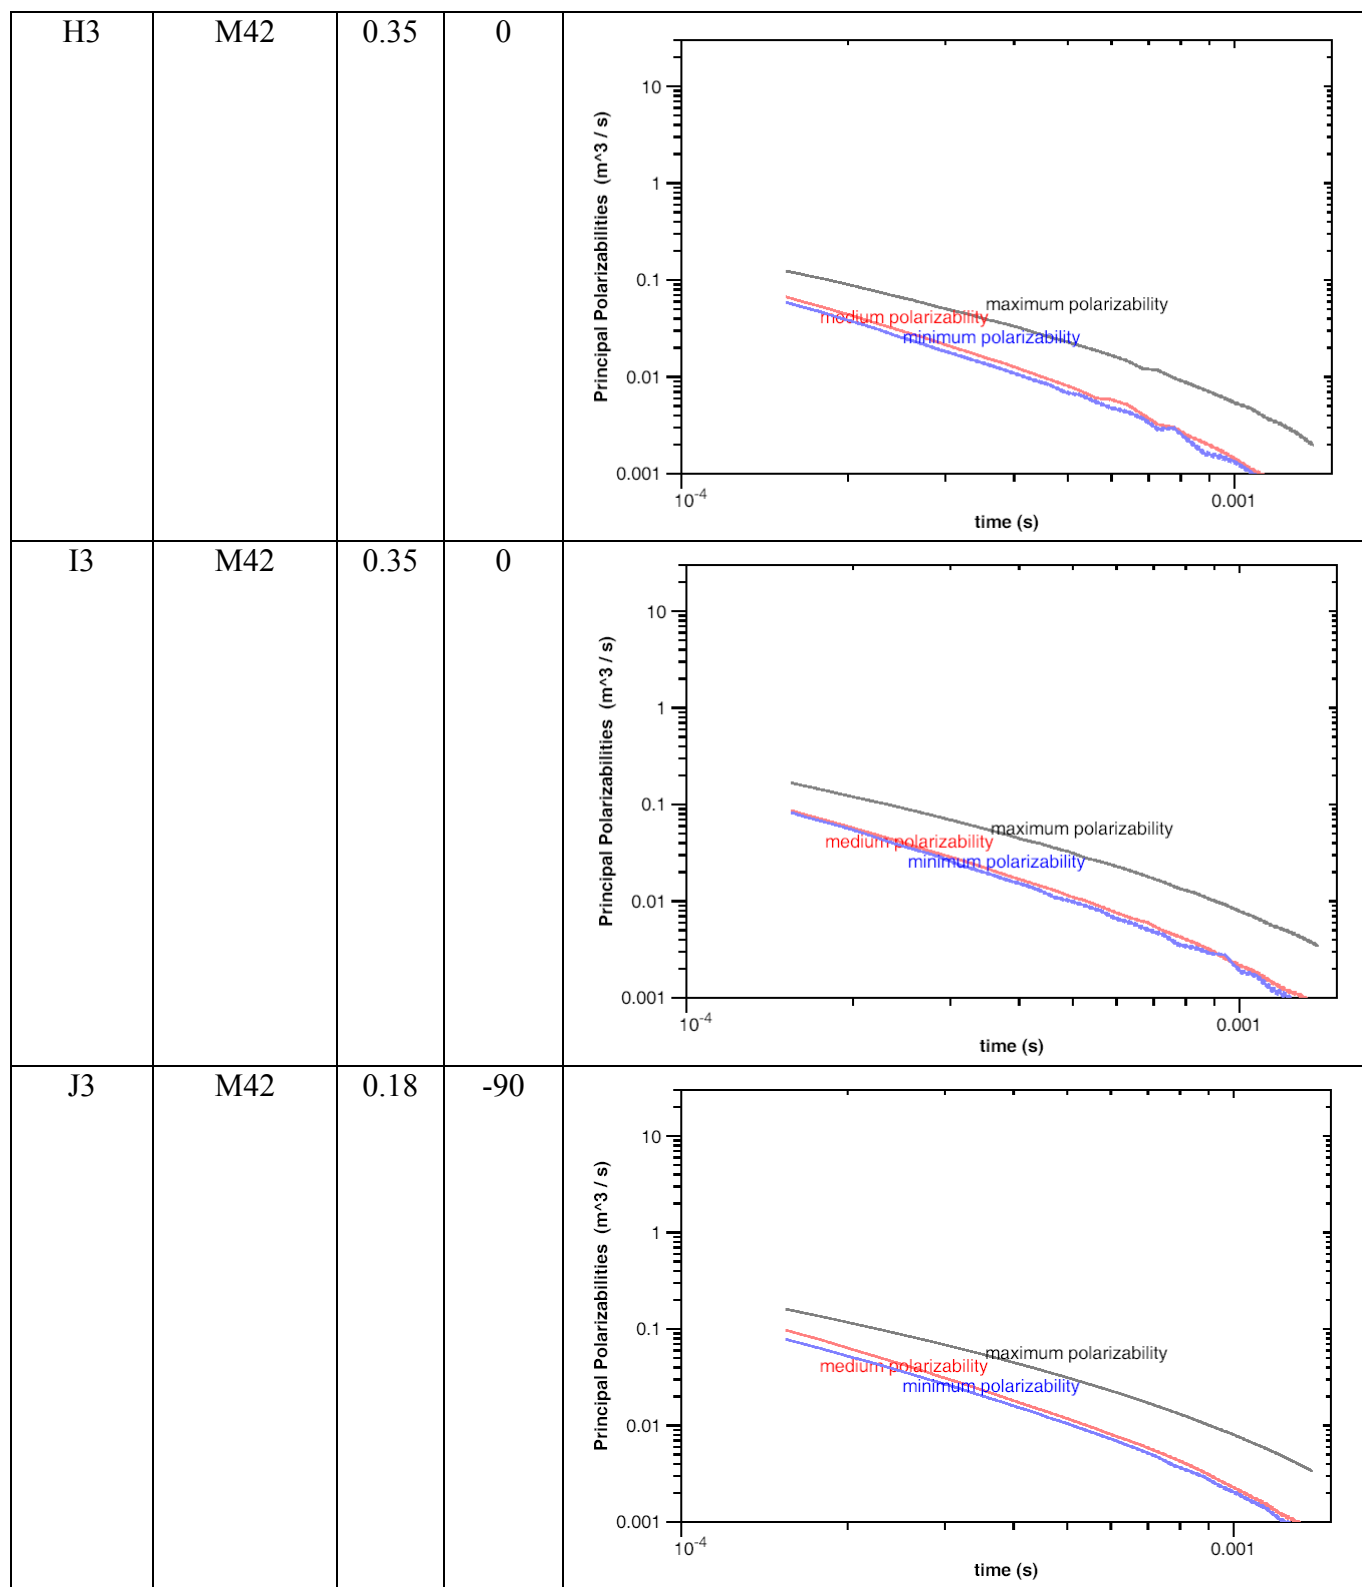 H3 M42 0.35 0
10
1
0.1
0.01
0.001
Principal Polarizabilities (m^3 / s)
maximum polarizability
medium polarizability
minimum polarizability
10-4 0.001
time (s)
I3 M42 0.35 0
10
1
0.1
0.01
0.001
Principal Polarizabilities (m^3 / s)
maximum polarizability
medium polarizability
minimum polarizability
10-4 0.001
time (s)
J3 M42 0.18 -90
10
1
0.1
0.01
0.001
Principal Polarizabilities (m^3 / s)
maximum polarizability
medium polarizability
minimum polarizability
10-4 0.001
time (s)